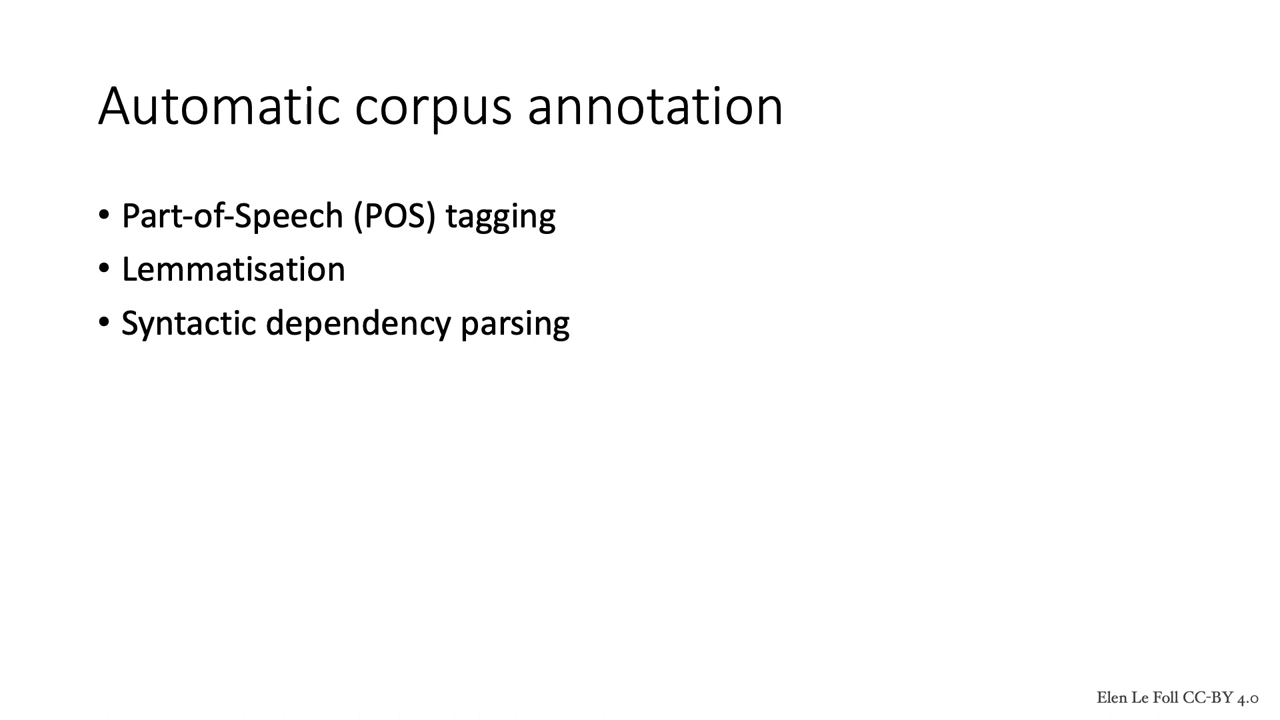 Automatic corpus annotation
• Part-of-Speech (POS) tagging
• Lemmatisation
• Syntactic dependency parsing
Elen Le Foll CC-BY 4.0